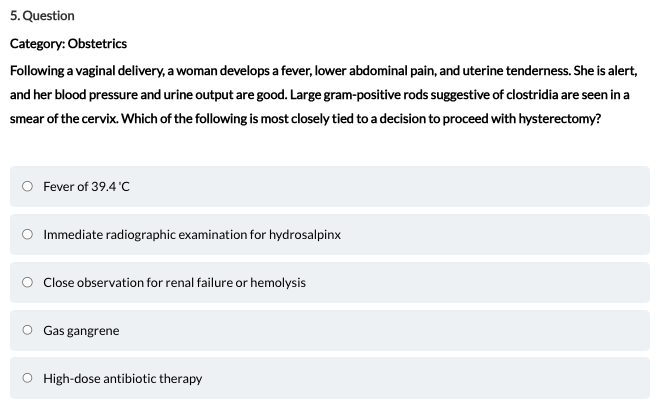 5. Question
Category: Obstetrics
Following a vaginal delivery, a woman develops a fever, lower abdominal pain, and uterine tenderness. She is alert,
and her blood pressure and urine output are good. Large gram-positive rods suggestive of clostridia are seen in a
smear of the cervix. Which of the following is most closely tied to a decision to proceed with hysterectomy?
Fever of 39.4 ̊C
Immediate radiographic examination for hydrosalpinx
Close observation for renal failure or hemolysis
Gas gangrene
High-dose antibiotic therapy